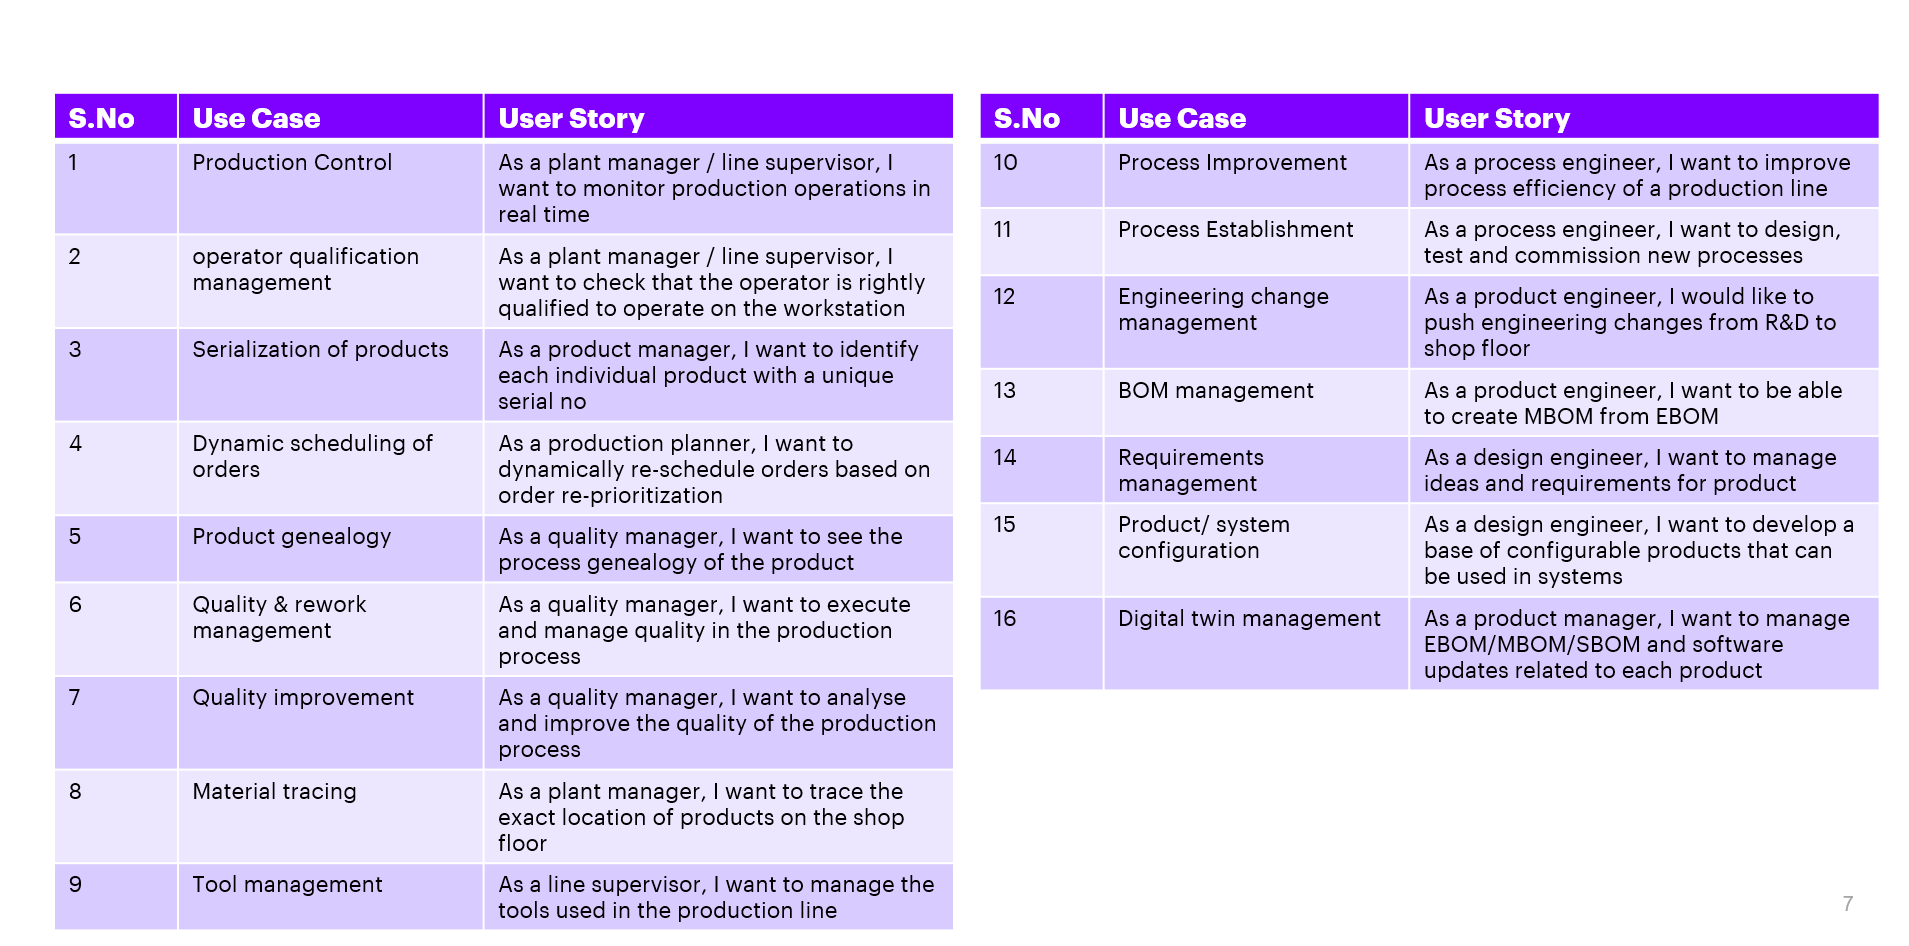 S.No Use Case User Story
1 Production Control As a plant manager / line supervisor, I
want to monitor production operations in
real time
2 operator qualification As a plant manager / line supervisor, I
management want to check that the operator is rightly
qualified to operate on the workstation
3 Serialization of products As a product manager, I want to identify
each individual product with a unique
serial no
4 Dynamic scheduling of As a production planner, I want to
orders dynamically re-schedule orders based on
order re-prioritization
5 Product genealogy As a quality manager, I want to see the
process genealogy of the product
6 Quality & rework As a quality manager, I want to execute
management and manage quality in the production
process
7 Quality improvement As a quality manager, I want to analyse
and improve the quality of the production
process
8 Material tracing As a plant manager, I want to trace the
exact location of products on the shop
floor
9 Tool management As a line supervisor, I want to manage the
tools used in the production line
S.No Use Case User Story
10 Process Improvement As a process engineer, I want to improve
process efficiency of a production line
11 Process Establishment As a process engineer, I want to design,
test and commission new processes
12 Engineering change As a product engineer, I would like to
management push engineering changes from R&D to
shop floor
13 BOM management As a product engineer, I want to be able
to create MBOM from EBOM
14 Requirements As a design engineer, I want to manage
management ideas and requirements for product
15 Product/ system As a design engineer, I want to develop a
configuration base of configurable products that can
be used in systems
16 Digital twin management As a product manager, I want to manage
EBOM/MBOM/SBOM and software
updates related to each product
7